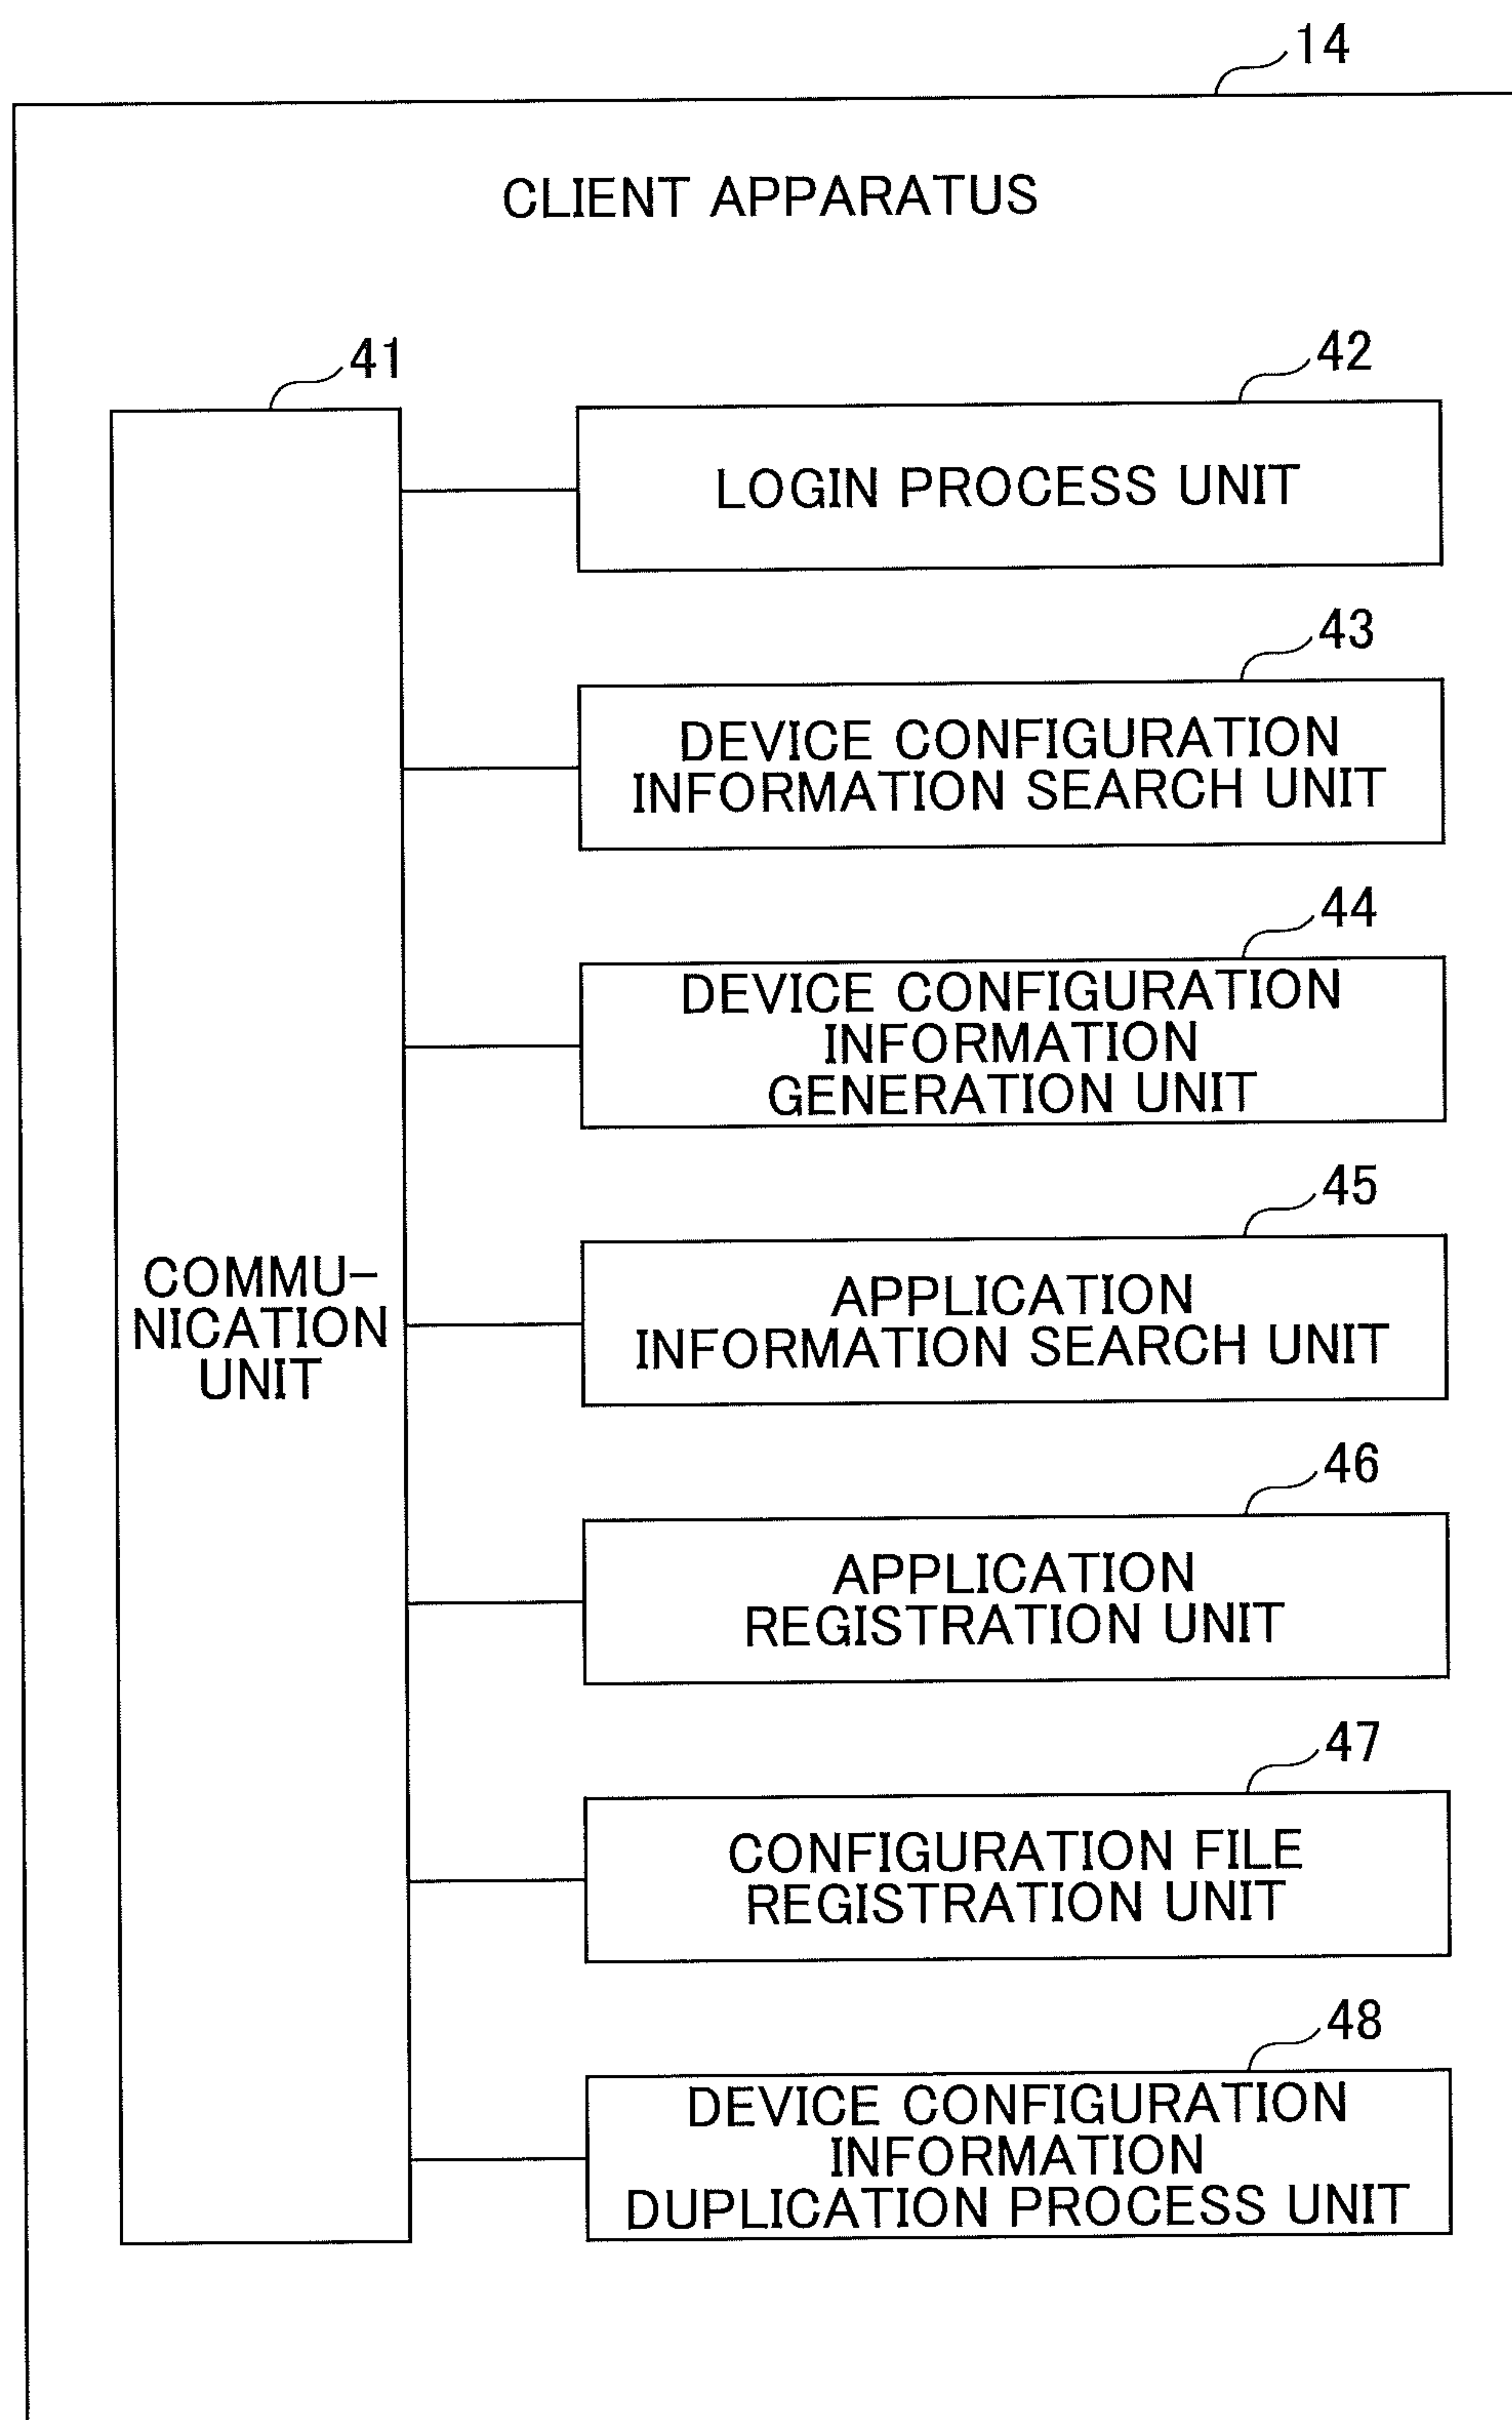 14
CLIENT APPARATUS
41
42
LOGIN PROCESS UNIT
43
DEVICE CONFIGURATION
INFORMATION SEARCH UNIT
44
DEVICE CONFIGURATION
INFORMATION
GENERATION UNIT
45
COMMU-
NICATION
UNIT
APPLICATION
INFORMATION SEARCH UNIT
46
APPLICATION
REGISTRATION UNIT
47
CONFIGURATION FILE
REGISTRATION UNIT
48
DEVICE CONFIGURATION
INFORMATION
DUPLICATION PROCESS UNIT